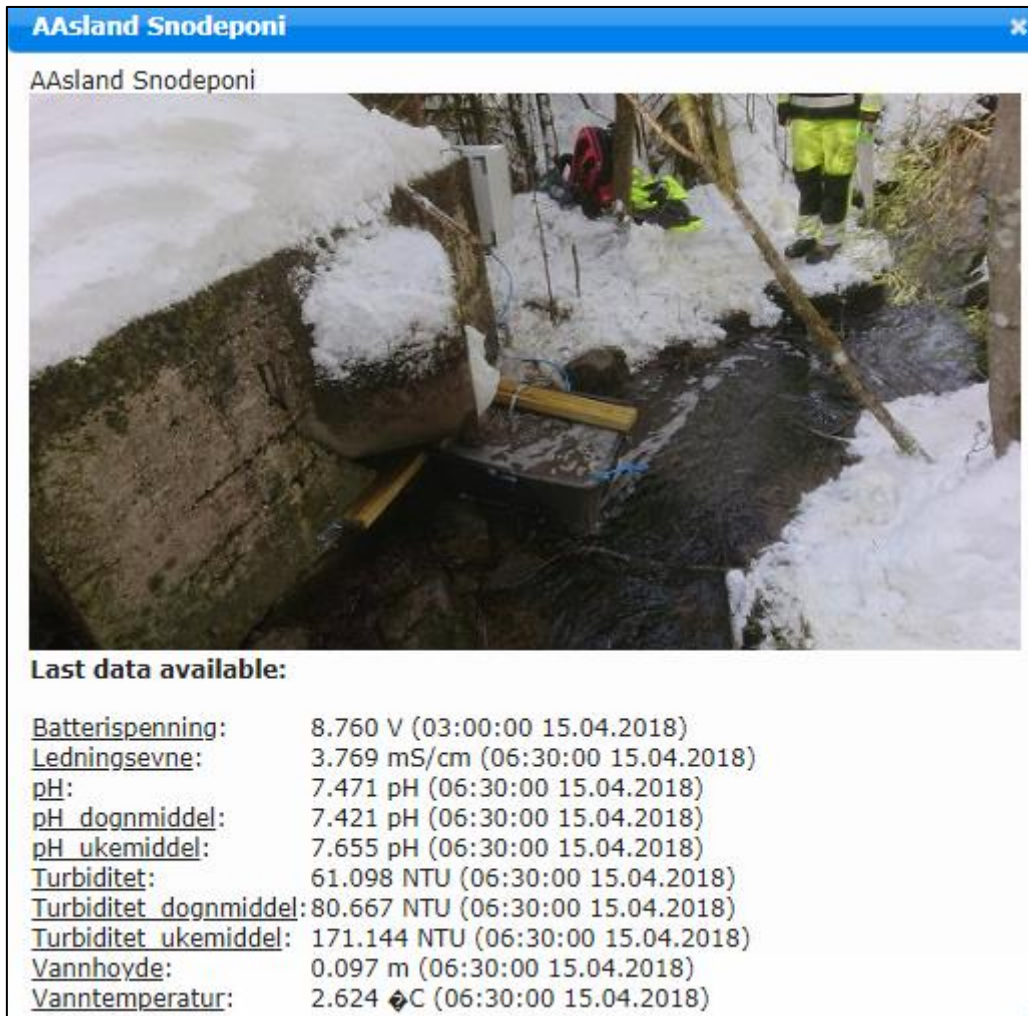 AAsland Snodeponi
AAsland Snodeponi
Last data available:
Batterispenning: 8.760 V (03:00:00 15.04.2018)
Ledningsevne: 3.769 mS/cm (06:30:00 15.04.2018)
pH: 7.471 pH (06:30:00 15.04.2018)
pH_dognmiddel: 7.421 pH (06:30:00 15.04.2018)
pH_ukemiddel: 7.655 pH (06:30:00 15.04.2018)
Turbiditet: 61.098 NTU (06:30:00 15.04.2018)
Turbiditet_dognmiddel: 80.667 NTU (06:30:00 15.04.2018)
Turbiditet_ukemiddel: 171.144 NTU (06:30:00 15.04.2018)
Vannhoyde: 0.097 m (06:30:00 15.04.2018)
Vanntemperatur: 2.624 �C (06:30:00 15.04.2018)